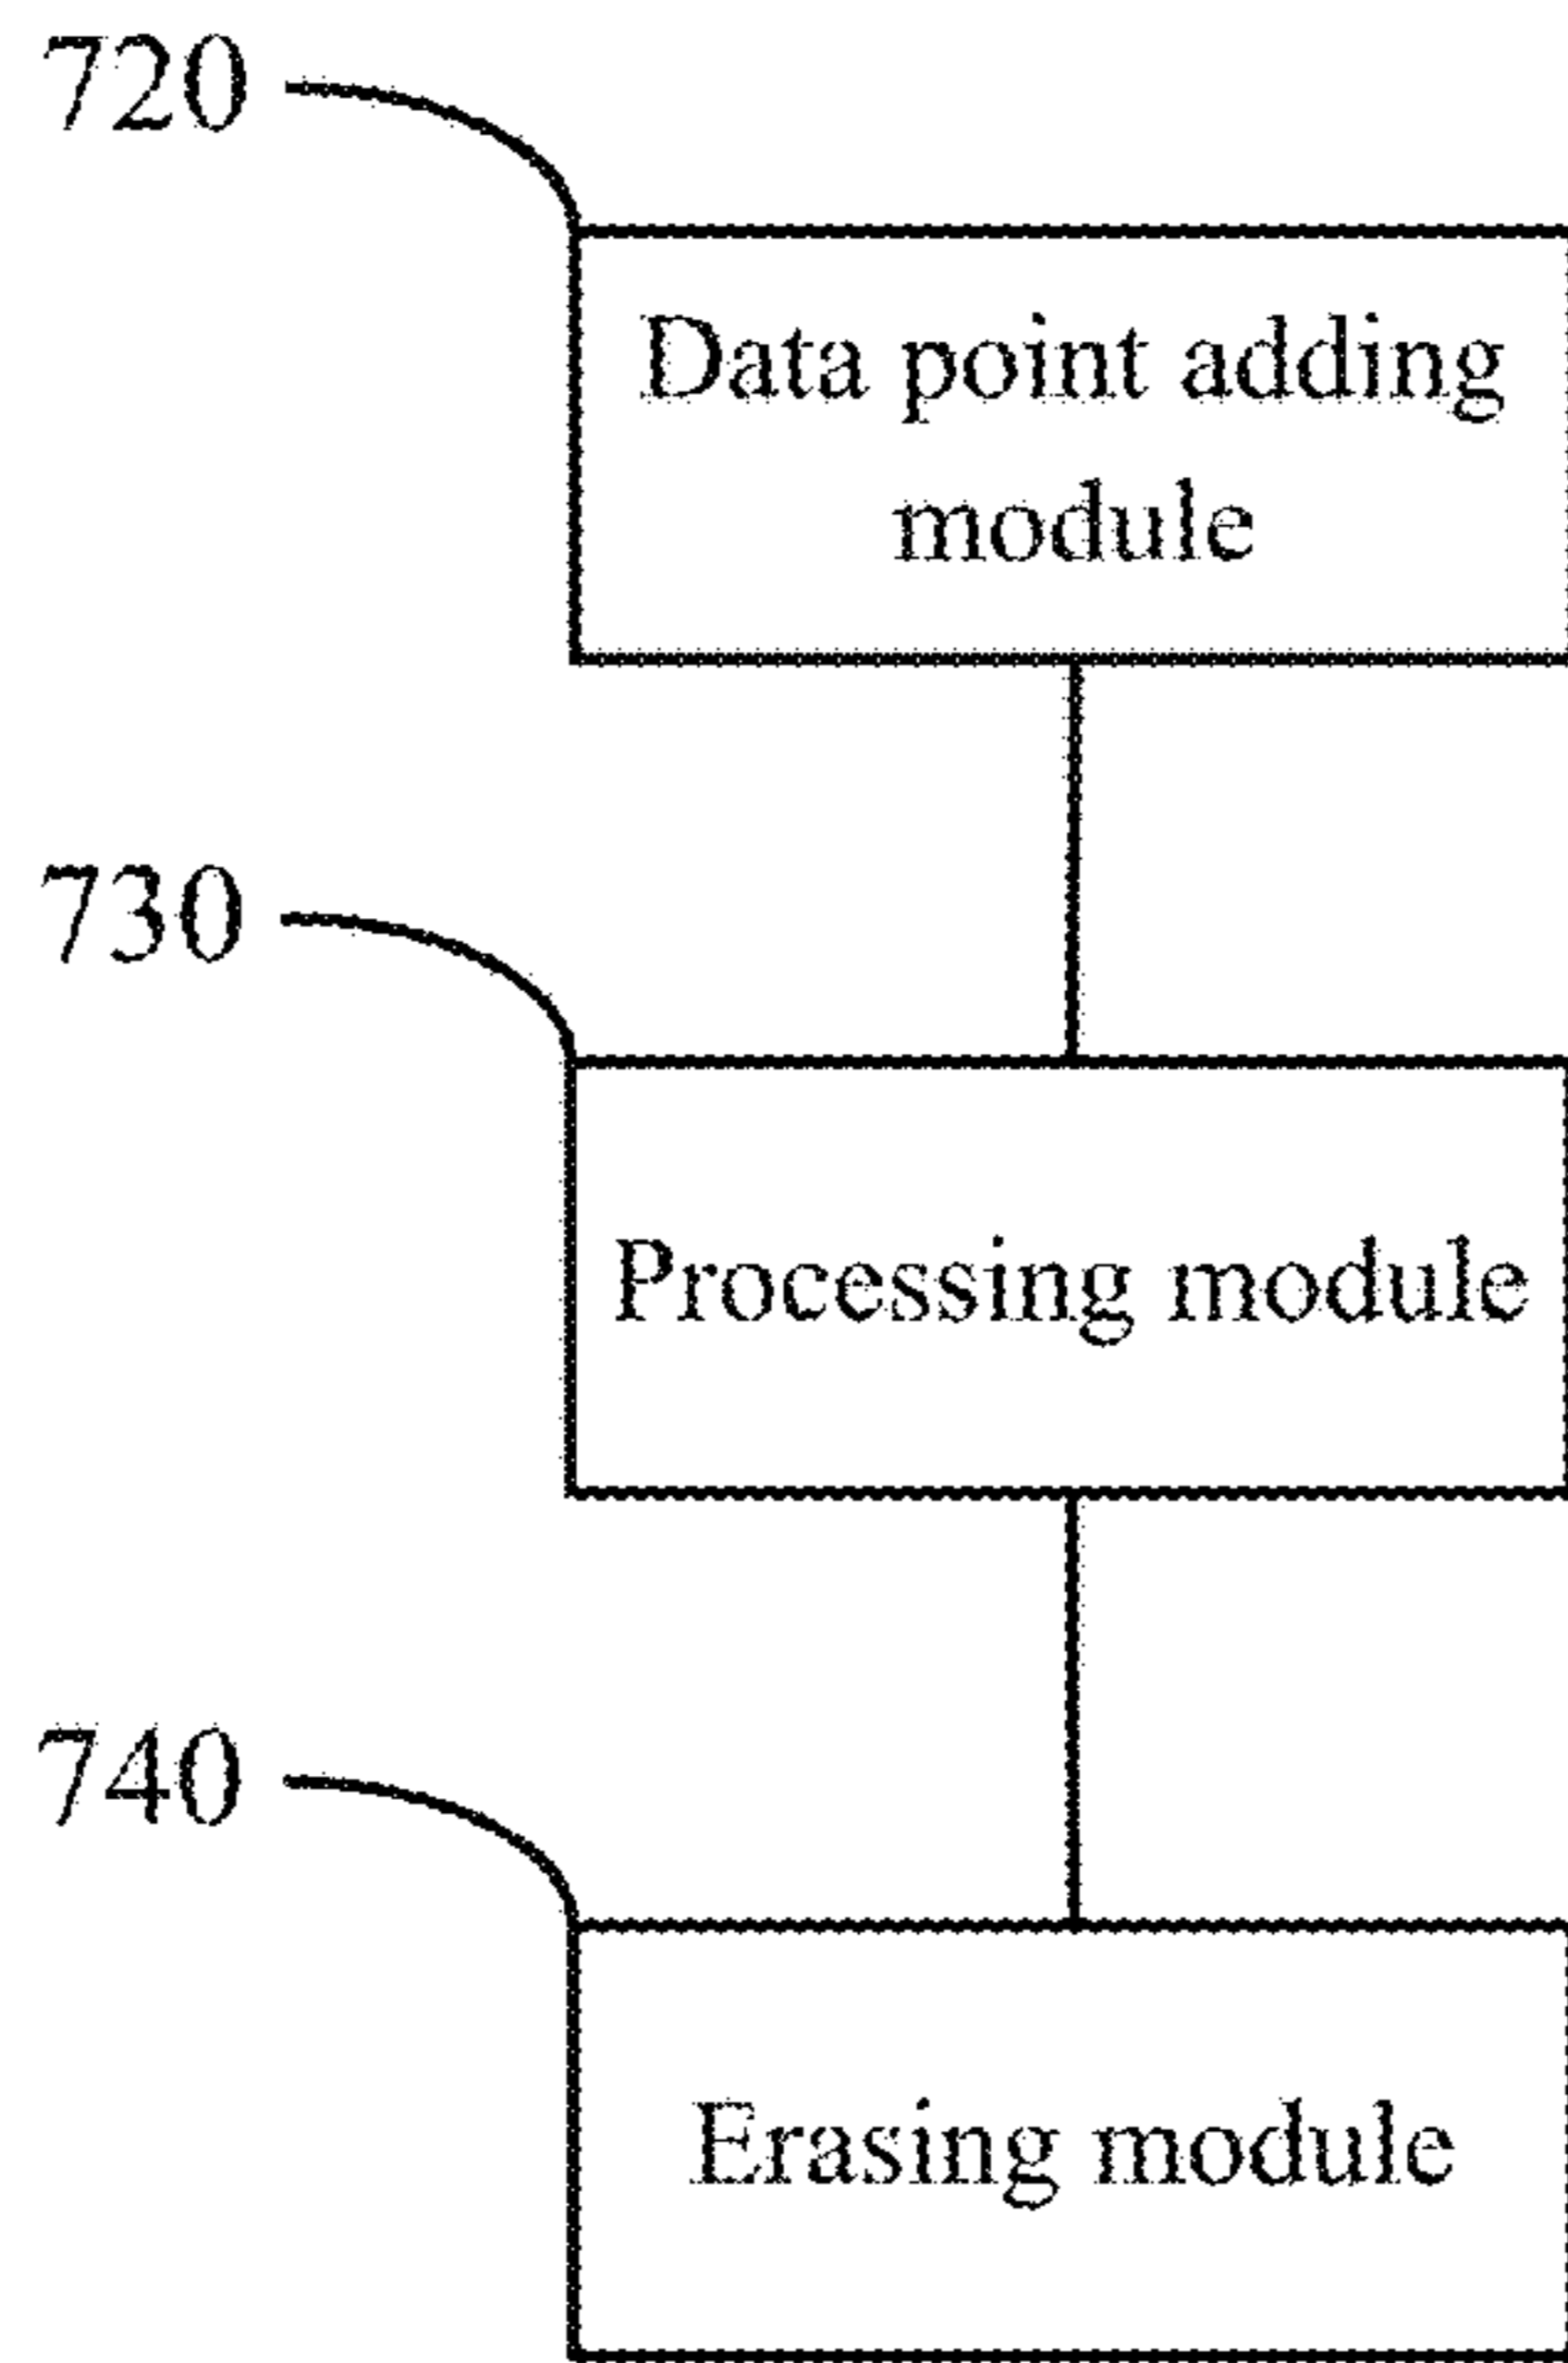 720
Data point adding
module
730
Processing module
740
Erasing module